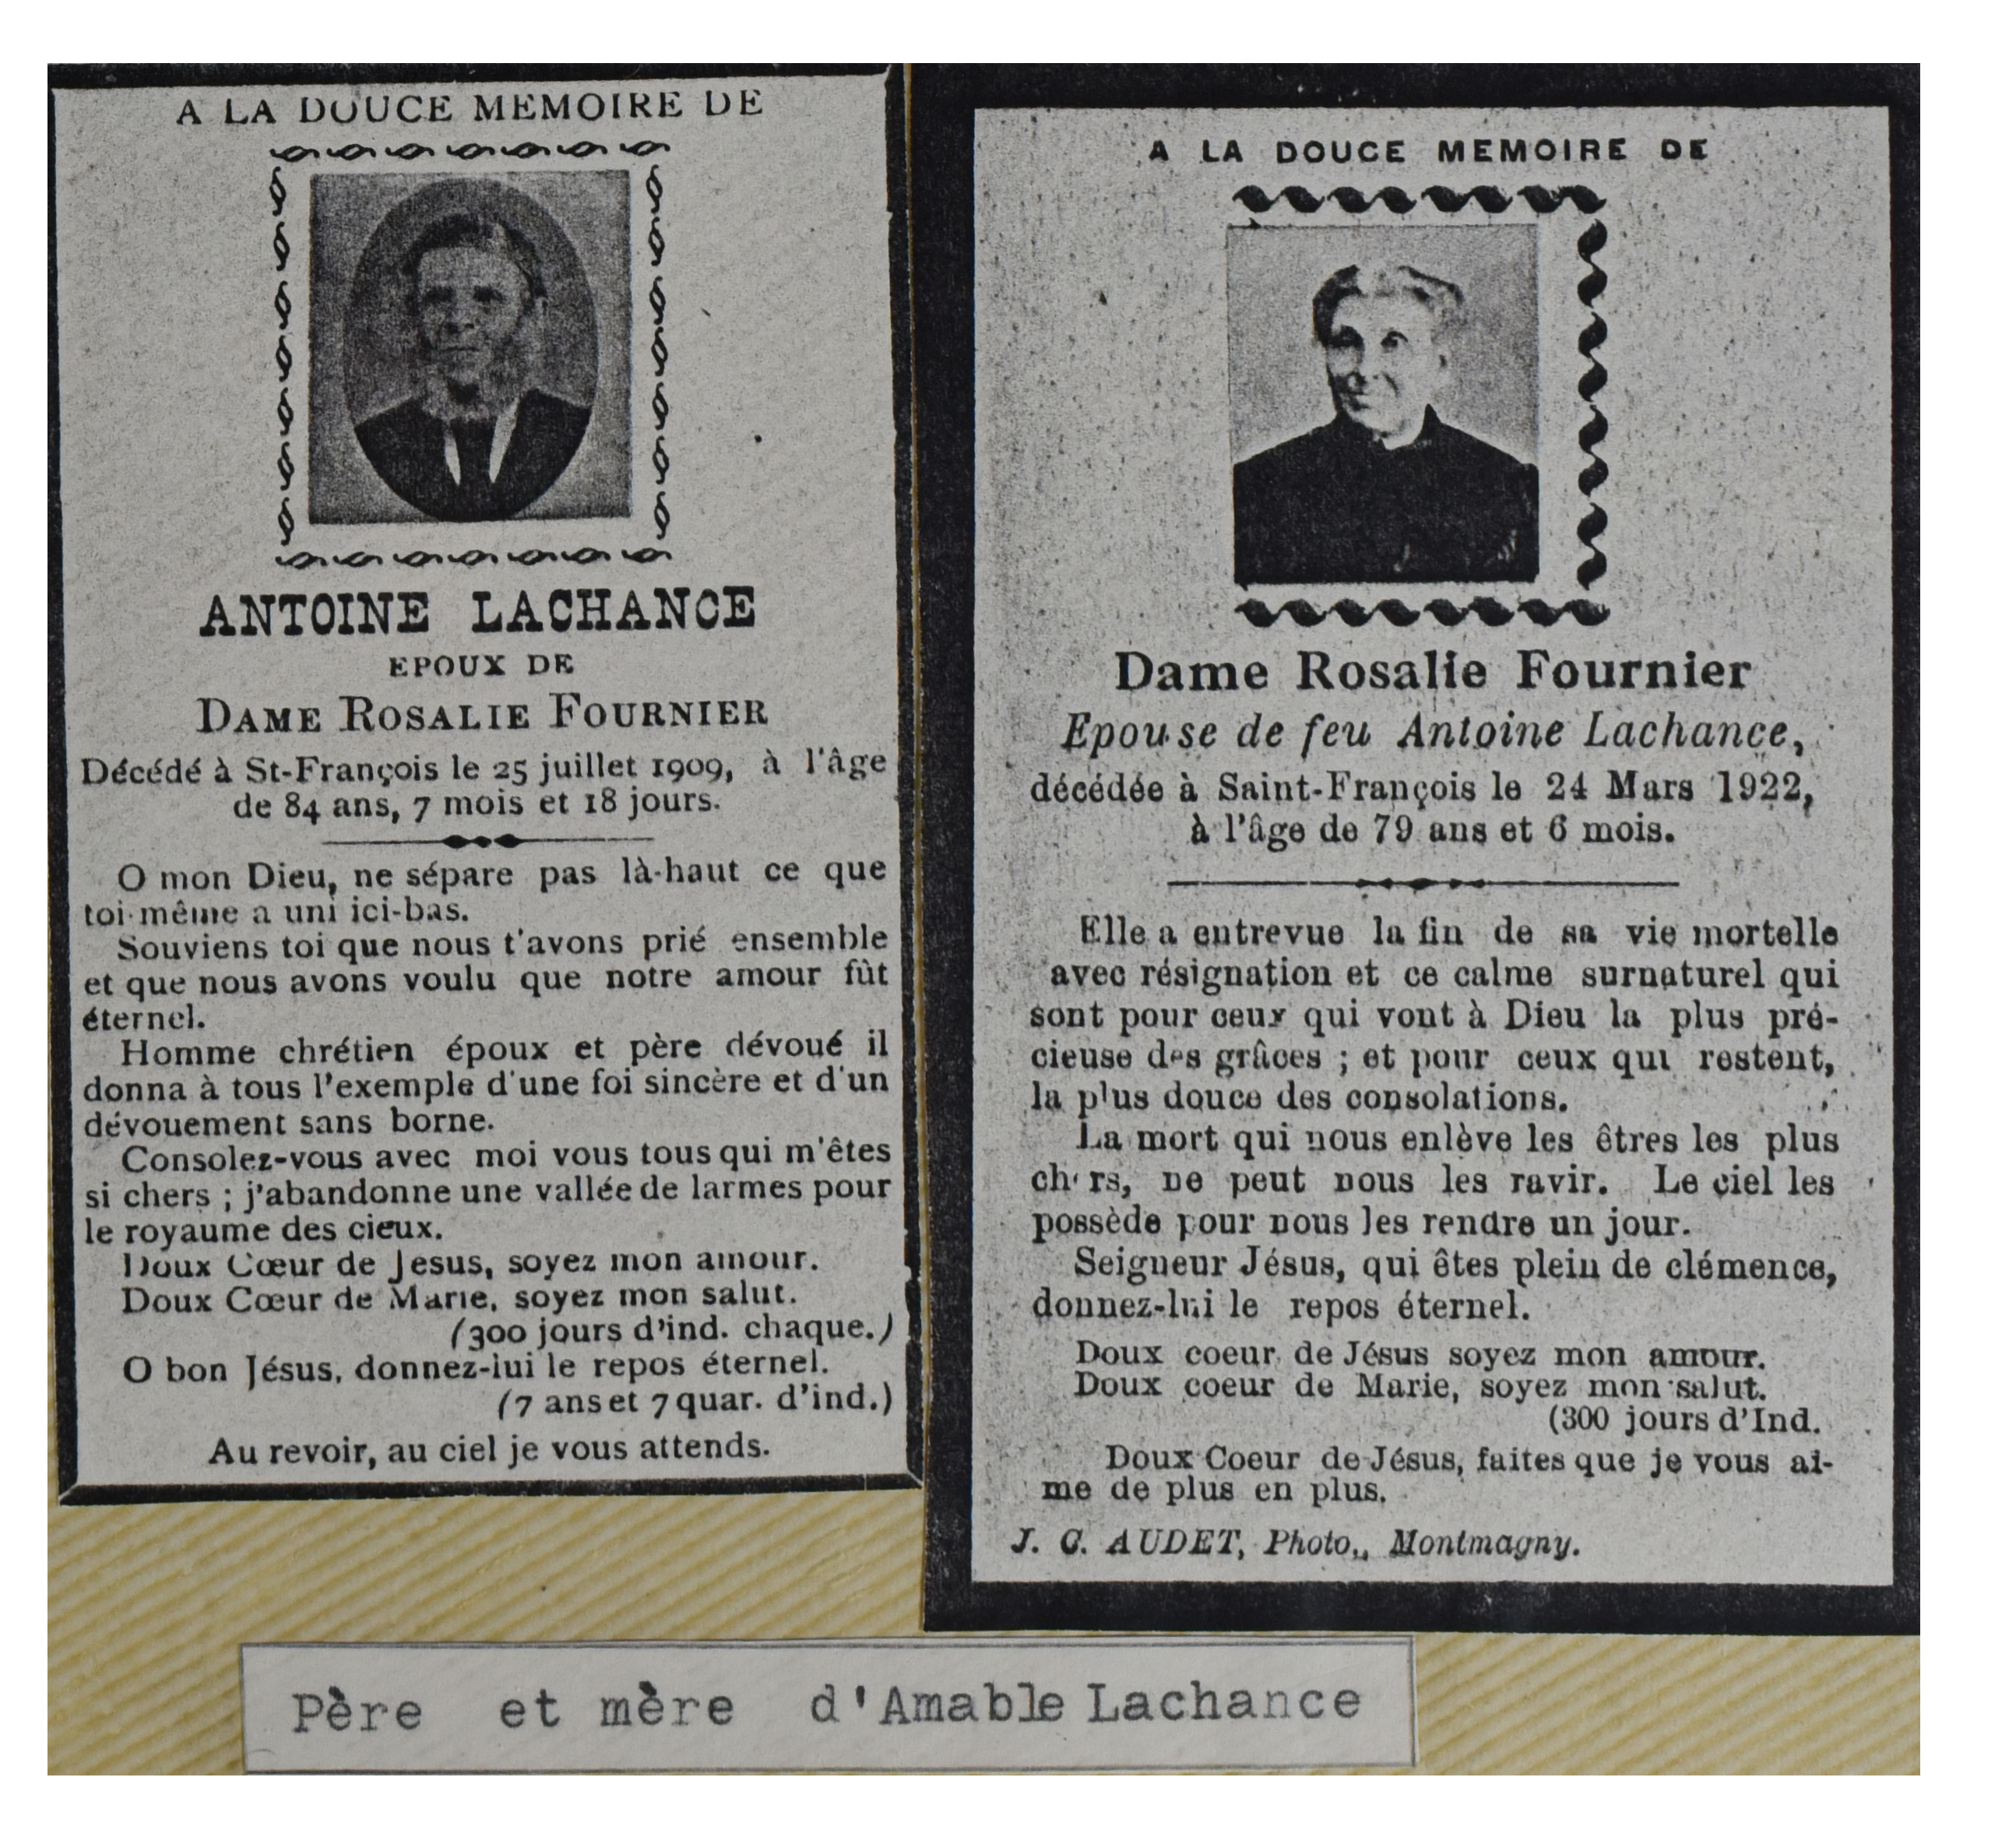 A LA DOUCE MEMOIRE DE
ANTOINE LACHANCE
EPOUX DE
DAME ROSALIE FOURNIER
Décédé à St-François le 25 juillet 1909, à l'âge
de 84 ans, 7 mois et 18 jours.
O mon Dieu, ne sépare pas là-haut ce que
toi-même a uni ici-bas.
Souviens toi que nous t'avons prié ensemble
et que nous avons voulu que notre amour fût
éternel.
Homme chrétien époux et père dévoué il
donna à tous l'exemple d'une foi sincère et d'un
dévouement sans borne.
Consolez-vous avec moi vous tous qui m'êtes
si chers ; j'abandonne une vallée de larmes pour
le royaume des cieux.
Doux Cœur de Jesus, soyez mon amour.
Doux Cœur de Marie, soyez mon salut.
(300 jours d'ind. chaque.)
O bon Jésus, donnez-lui le repos éternel.
(7 ans et 7 quar. d'ind.)
Au revoir, au ciel je vous attends.
A LA DOUCE MEMOIRE DE
Dame Rosalie Fournier
Epouse de feu Antoine Lachance,
décédée à Saint-François le 24 Mars 1922,
à l'âge de 79 ans et 6 mois.
Elle a entrevue la fin de sa vie mortelle
avec résignation et ce calme surnaturel qui
sont pour ceux qui vont à Dieu la plus pré-
cieuse des grâces ; et pour ceux qui restent,
la plus douce des consolations.
La mort qui nous enlève les êtres les plus
chers, ne peut nous les ravir. Le ciel les
possède pour nous les rendre un jour.
Seigneur Jésus, qui êtes plein de clémence,
donnez-lui le repos éternel.
Doux coeur de Jésus soyez mon amour.
Doux coeur de Marie, soyez mon salut.
(300 jours d'Ind.
Doux Coeur de Jésus, faites que je vous ai-
me de plus en plus.
J. G. AUDET, Photo,, Montmagny.
Père et mère d'Amable Lachance